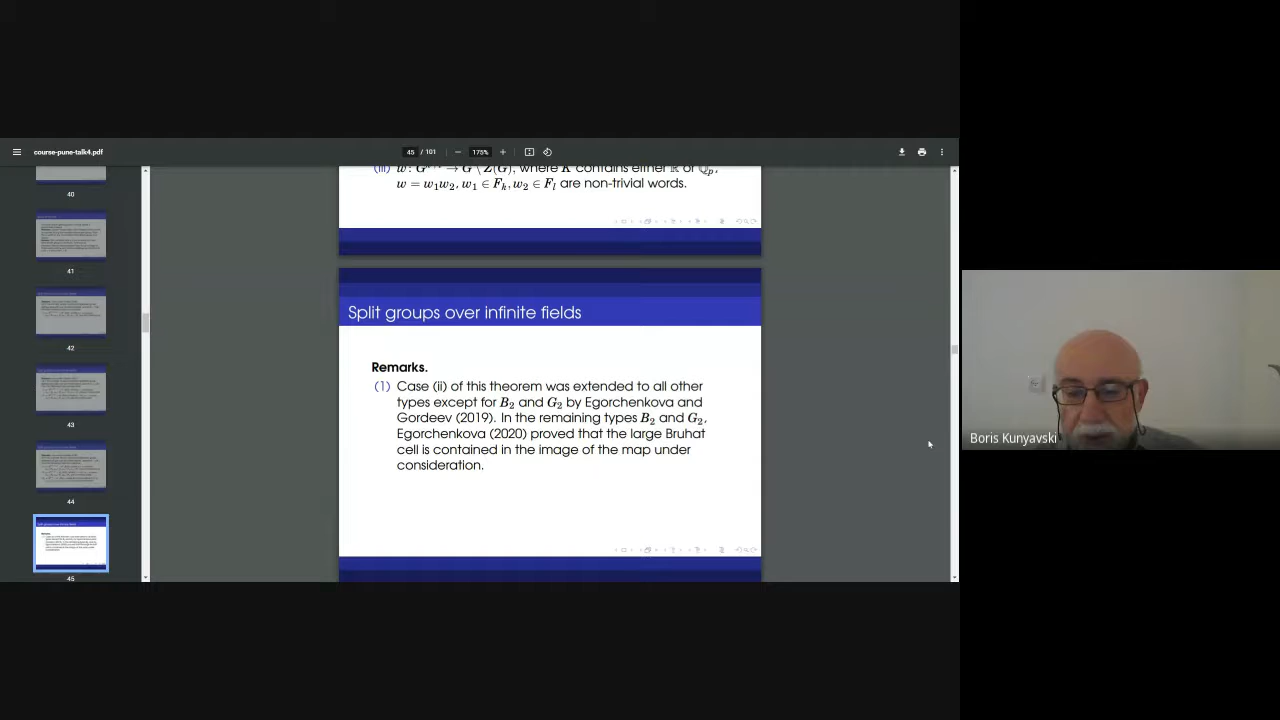 course-pune-talk4.pdf
45 / 101
175%
40
41
42
43
44
45
w = w₁w₂, w₁ ∈ Fₖ, w₂ ∈ Fₗ are non-trivial words.
Split groups over infinite fields
Remarks.
(1) Case (ii) of this theorem was extended to all other
types except for B₂ and G₂ by Egorchenkova and
Gordeev (2019). In the remaining types B₂ and G₂,
Egorchenkova (2020) proved that the large Bruhat
cell is contained in the image of the map under
consideration.
Boris Kunyavski